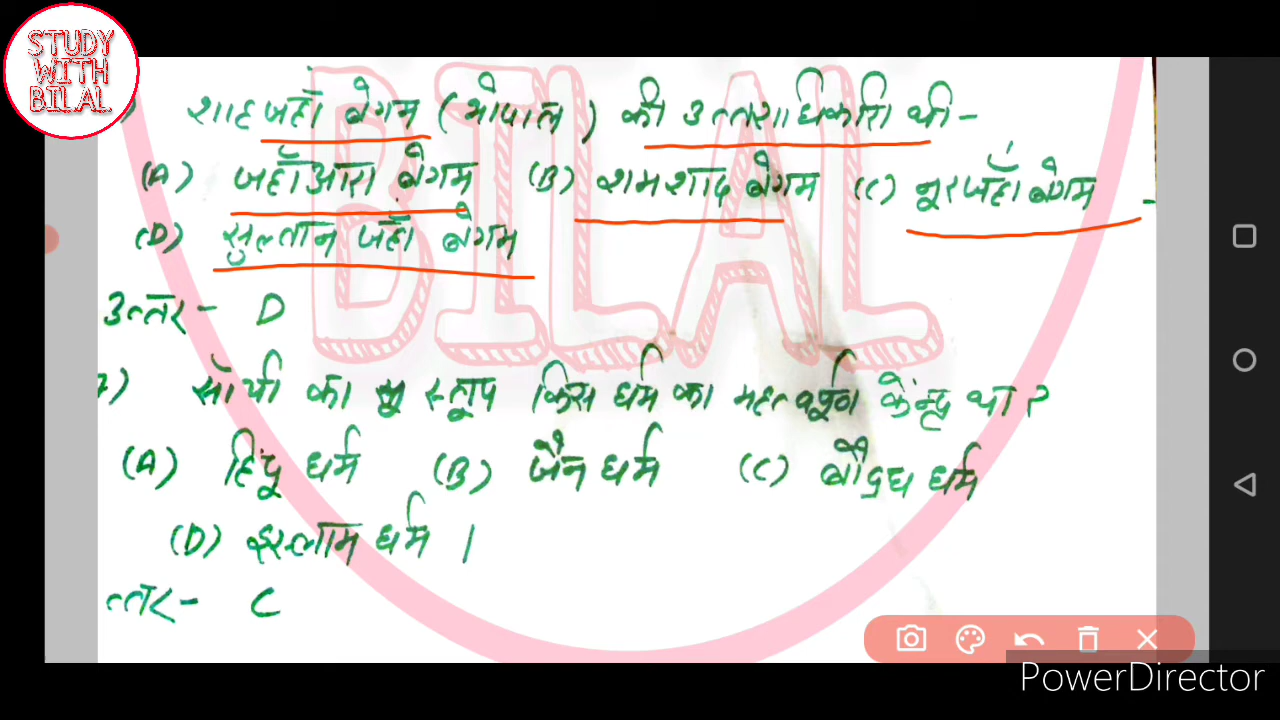 STUDY
WITH
BILAL
BILAL
) शाहजहाँ बेगम (भोपाल) की उत्तराधिकारी थी-
(A) जहाँआरा बेगम (B) शमशाद बेगम (C) नूरजहाँ बेगम -
(D) सुल्तान जहाँ बेगम
उत्तर- D
7) साँची का स्तूप किस धर्म का महत्वपूर्ण केन्द्र था?
(A) हिंदू धर्म (B) जैन धर्म (C) बौद्ध धर्म
(D) इस्लाम धर्म |
त्तर- C
PowerDirector